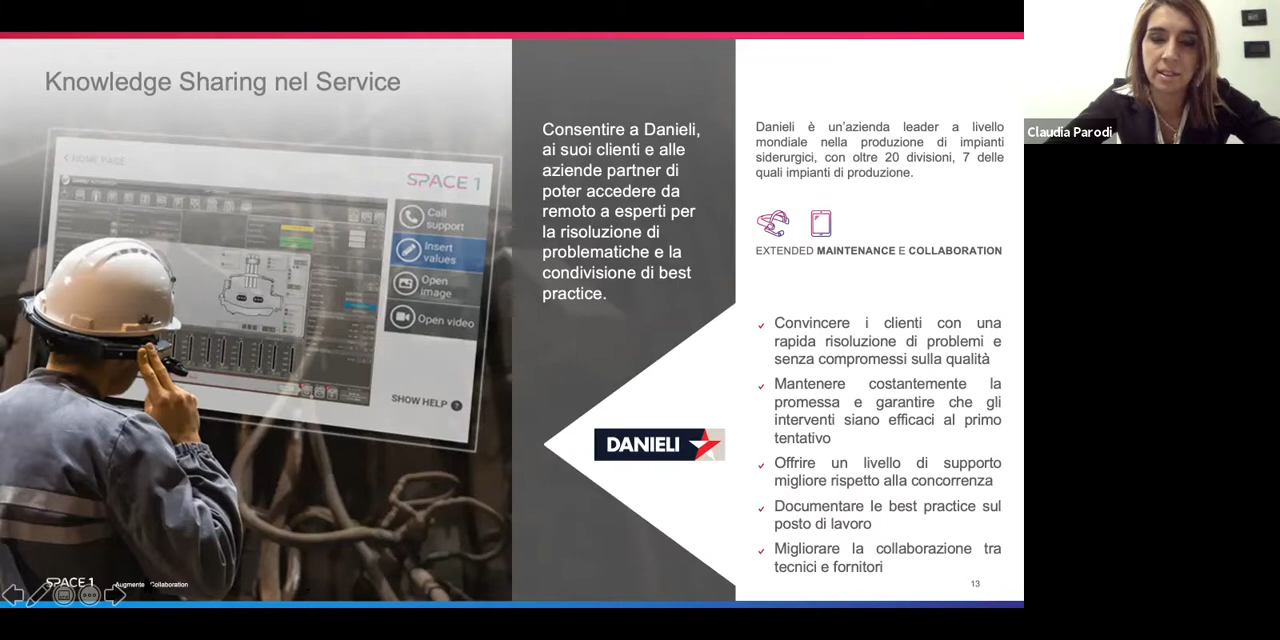 Knowledge Sharing nel Service
HOME PAGE
SPACE1
Call
support
Insert
values
Open
image
Open video
SHOW HELP ?
SPACE1 Augmented Collaboration
Consentire a Danieli,
ai suoi clienti e alle
aziende partner di
poter accedere da
remoto a esperti per
la risoluzione di
problematiche e la
condivisione di best
practice.
DANIELI
Danieli è un'azienda leader a livello
mondiale nella produzione di impianti
siderurgici, con oltre 20 divisioni, 7 delle
quali impianti di produzione.
EXTENDED MAINTENANCE E COLLABORATION
Convincere i clienti con una
rapida risoluzione di problemi e
senza compromessi sulla qualità
Mantenere costantemente la
promessa e garantire che gli
interventi siano efficaci al primo
tentativo
Offrire un livello di supporto
migliore rispetto alla concorrenza
Documentare le best practice sul
posto di lavoro
Migliorare la collaborazione tra
tecnici e fornitori
13
Claudia Parodi